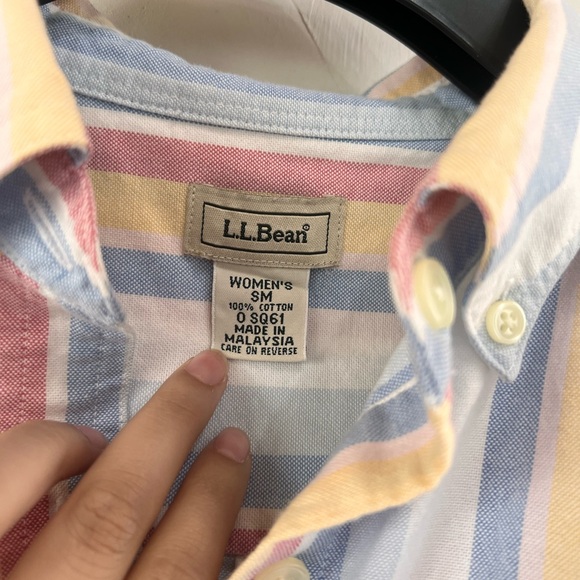 L.L.Bean®
WOMEN'S
SM
100% COTTON
0 SQ61
MADE IN
MALAYSIA
CARE ON REVERSE